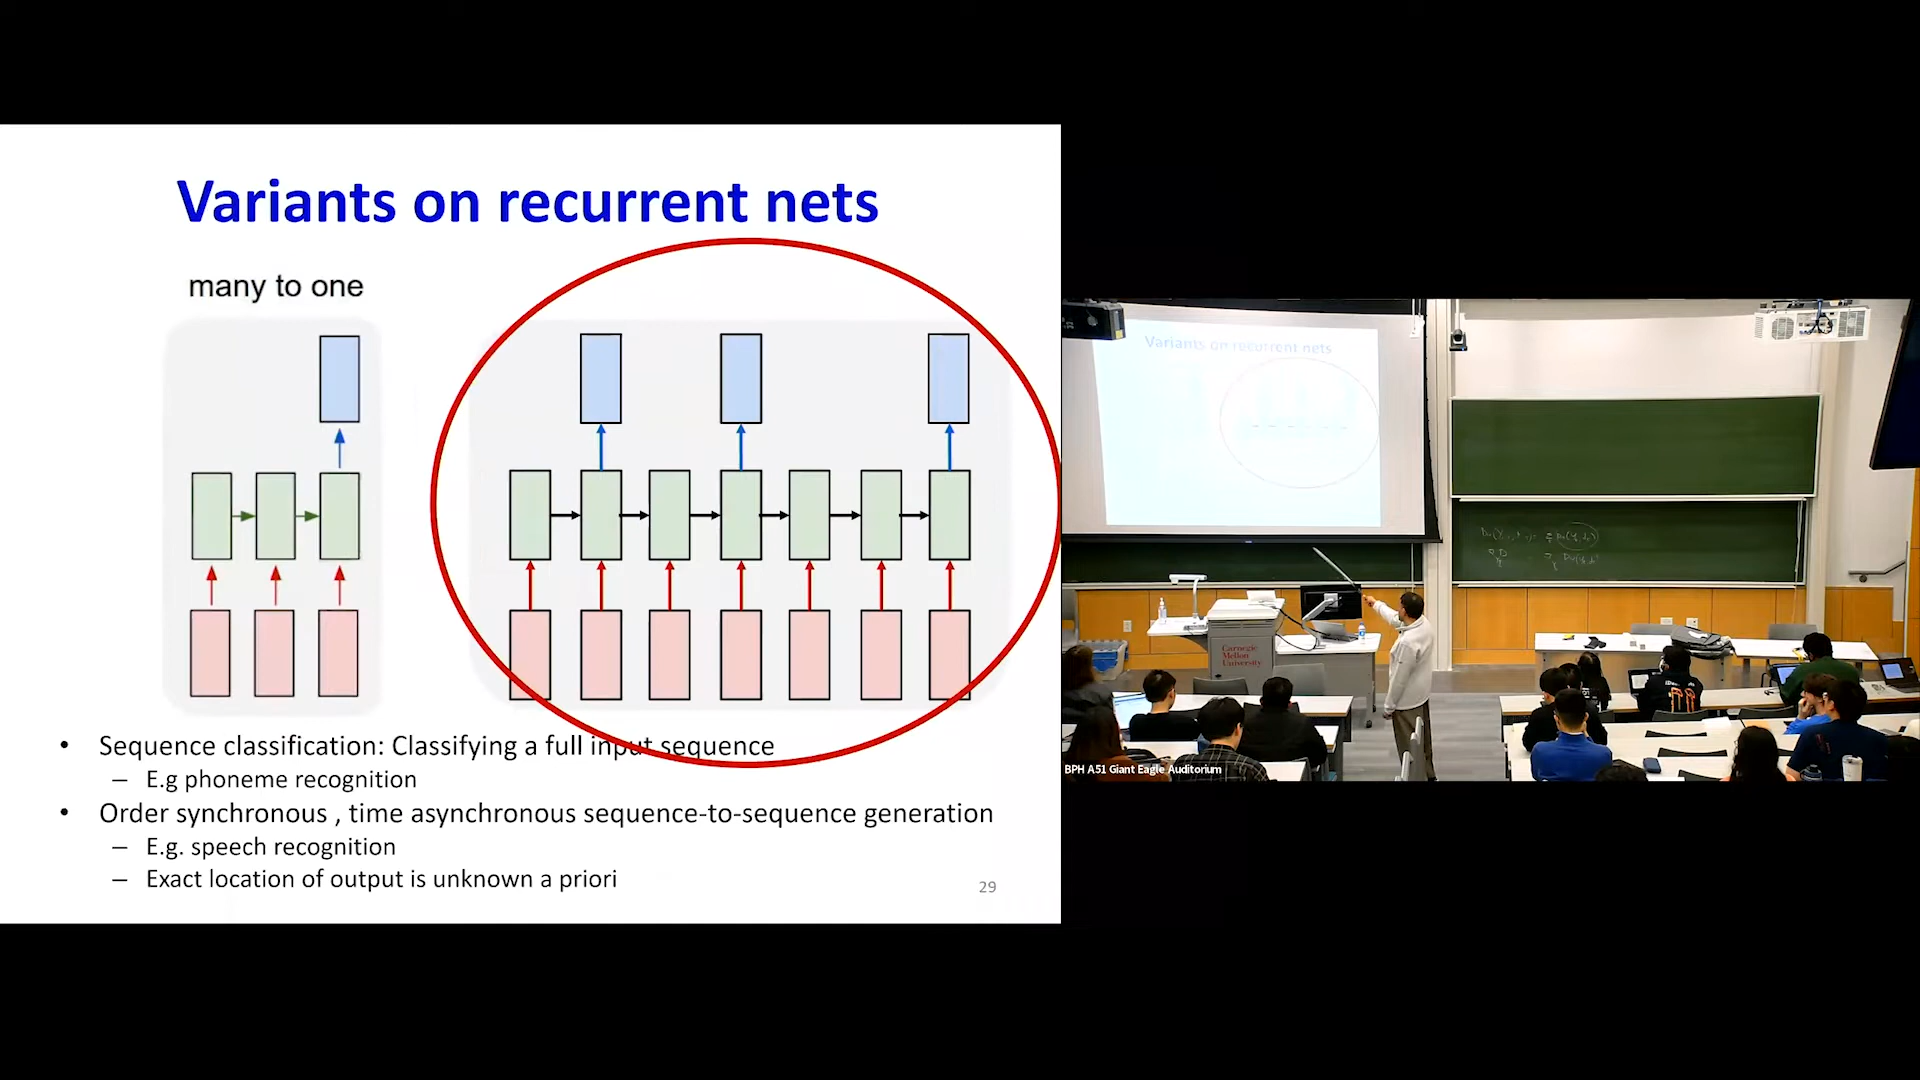 Variants on recurrent nets
many to one
• Sequence classification: Classifying a full input sequence
– E.g phoneme recognition
• Order synchronous , time asynchronous sequence-to-sequence generation
– E.g. speech recognition
– Exact location of output is unknown a priori
29
Variants on recurrent nets
Carnegie
Mellon
University
BPH A51 Giant Eagle Auditorium